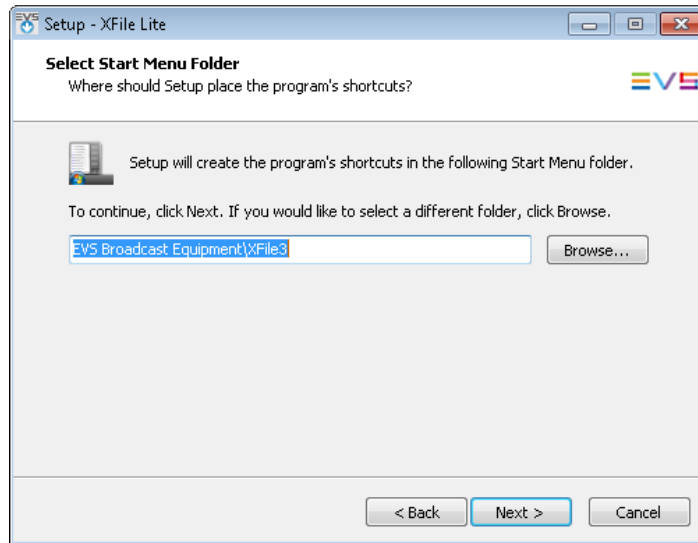 EVS
Setup - XFile Lite
Select Start Menu Folder
Where should Setup place the program's shortcuts?
EVS
Setup will create the program's shortcuts in the following Start Menu folder.
To continue, click Next. If you would like to select a different folder, click Browse.
EVS Broadcast Equipment\XFile3
Browse...
< Back
Next >
Cancel